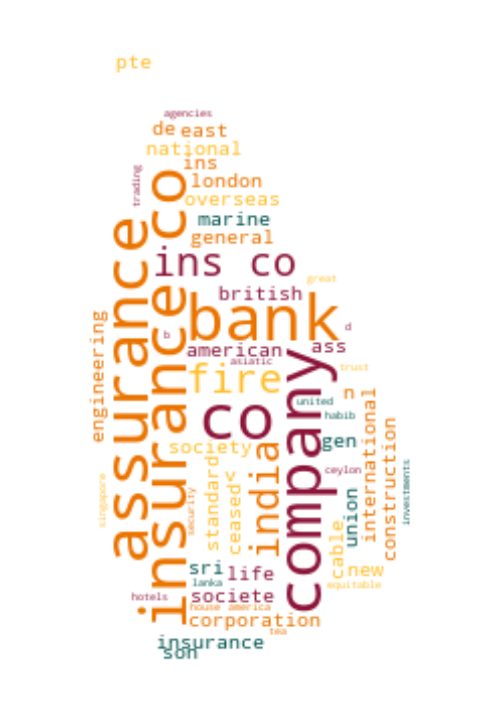 pte
agencies
de east
national
ins
trading
london
overseas
marine
general
insurance co
assurance
ins co
great
british
bank
b
d
american
ass
asiatic
trust
engineering
fire
company
n
united
habib
co
gen
society
international
construction
india
standard
v
ceased
ceylon
investments
singapore
security
union
cable
new
sri
life
lanka
equitable
hotels
societe
house america
corporation
tea
insurance
son